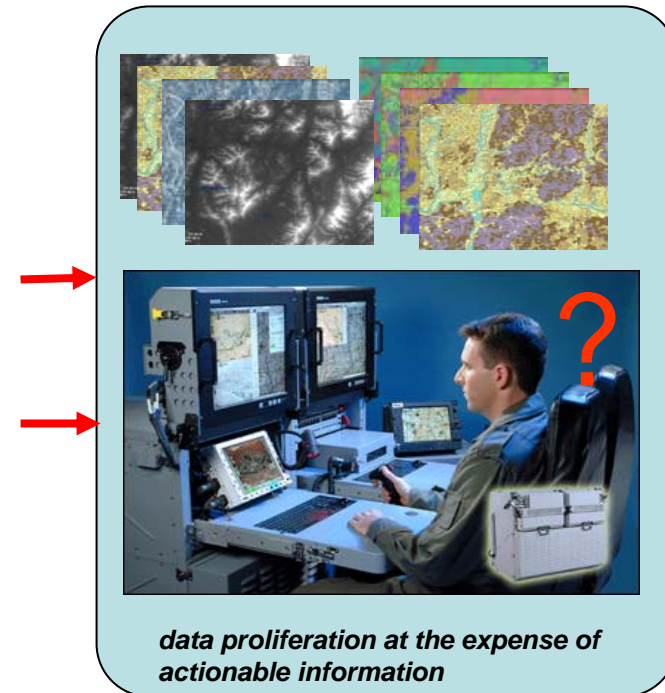 ?
data proliferation at the expense of
actionable information